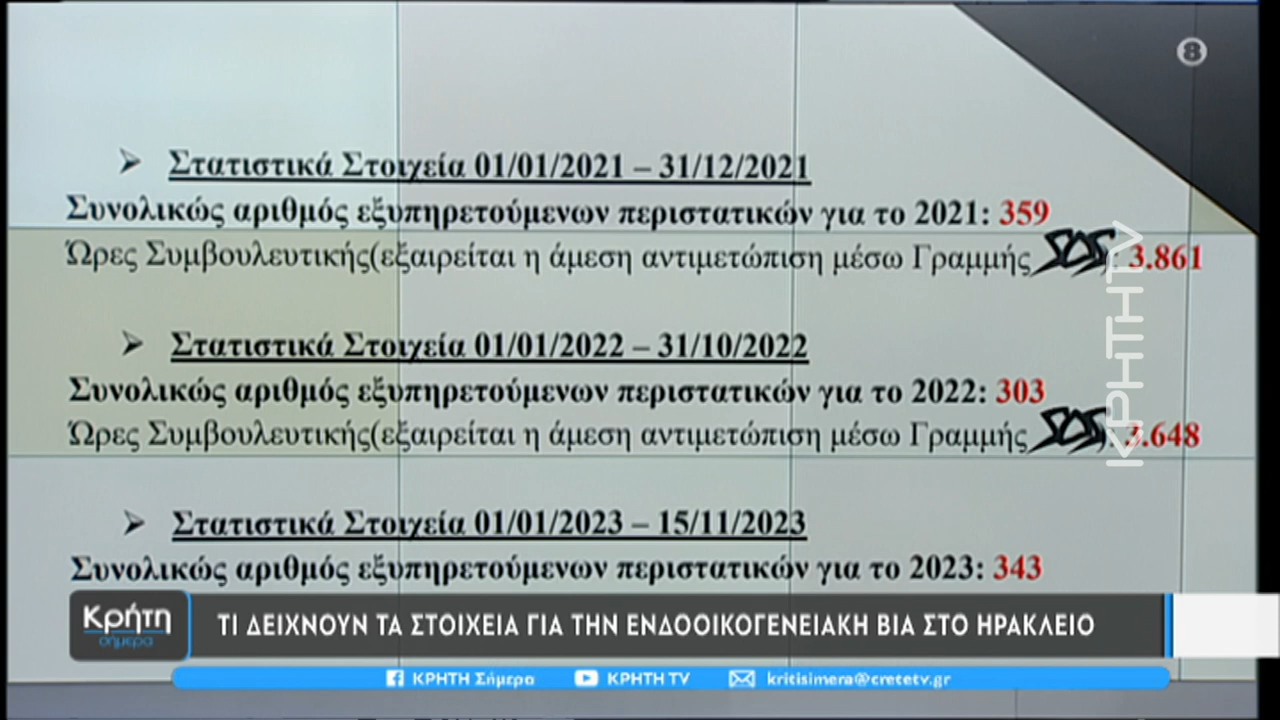 8
➢ Στατιστικά Στοιχεία 01/01/2021 – 31/12/2021
Συνολικώς αριθμός εξυπηρετούμενων περιστατικών για το 2021: 359
Ώρες Συμβουλευτικής(εξαιρείται η άμεση αντιμετώπιση μέσω Γραμμής SOS): 3.861
➢ Στατιστικά Στοιχεία 01/01/2022 – 31/10/2022
Συνολικώς αριθμός εξυπηρετούμενων περιστατικών για το 2022: 303
Ώρες Συμβουλευτικής(εξαιρείται η άμεση αντιμετώπιση μέσω Γραμμής SOS): 3.648
➢ Στατιστικά Στοιχεία 01/01/2023 – 15/11/2023
Συνολικώς αριθμός εξυπηρετούμενων περιστατικών για το 2023: 343
ΚΡΗΤΗ TV
Κρήτη
σήμερα
ΤΙ ΔΕΙΧΝΟΥΝ ΤΑ ΣΤΟΙΧΕΙΑ ΓΙΑ ΤΗΝ ΕΝΔΟΟΙΚΟΓΕΝΕΙΑΚΗ ΒΙΑ ΣΤΟ ΗΡΑΚΛΕΙΟ
ΚΡΗΤΗ Σήμερα ΚΡΗΤΗ TV kritisimera@cretetv.gr